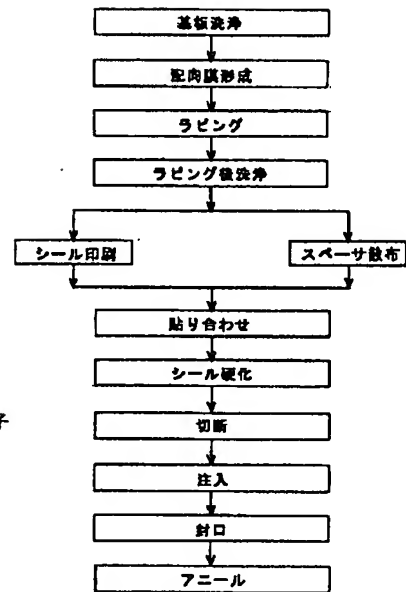 基板洗浄
配向膜形成
ラビング
ラビング後洗浄
シール印刷
スペーサ散布
貼り合わせ
シール硬化
子
切断
注入
封口
アニール